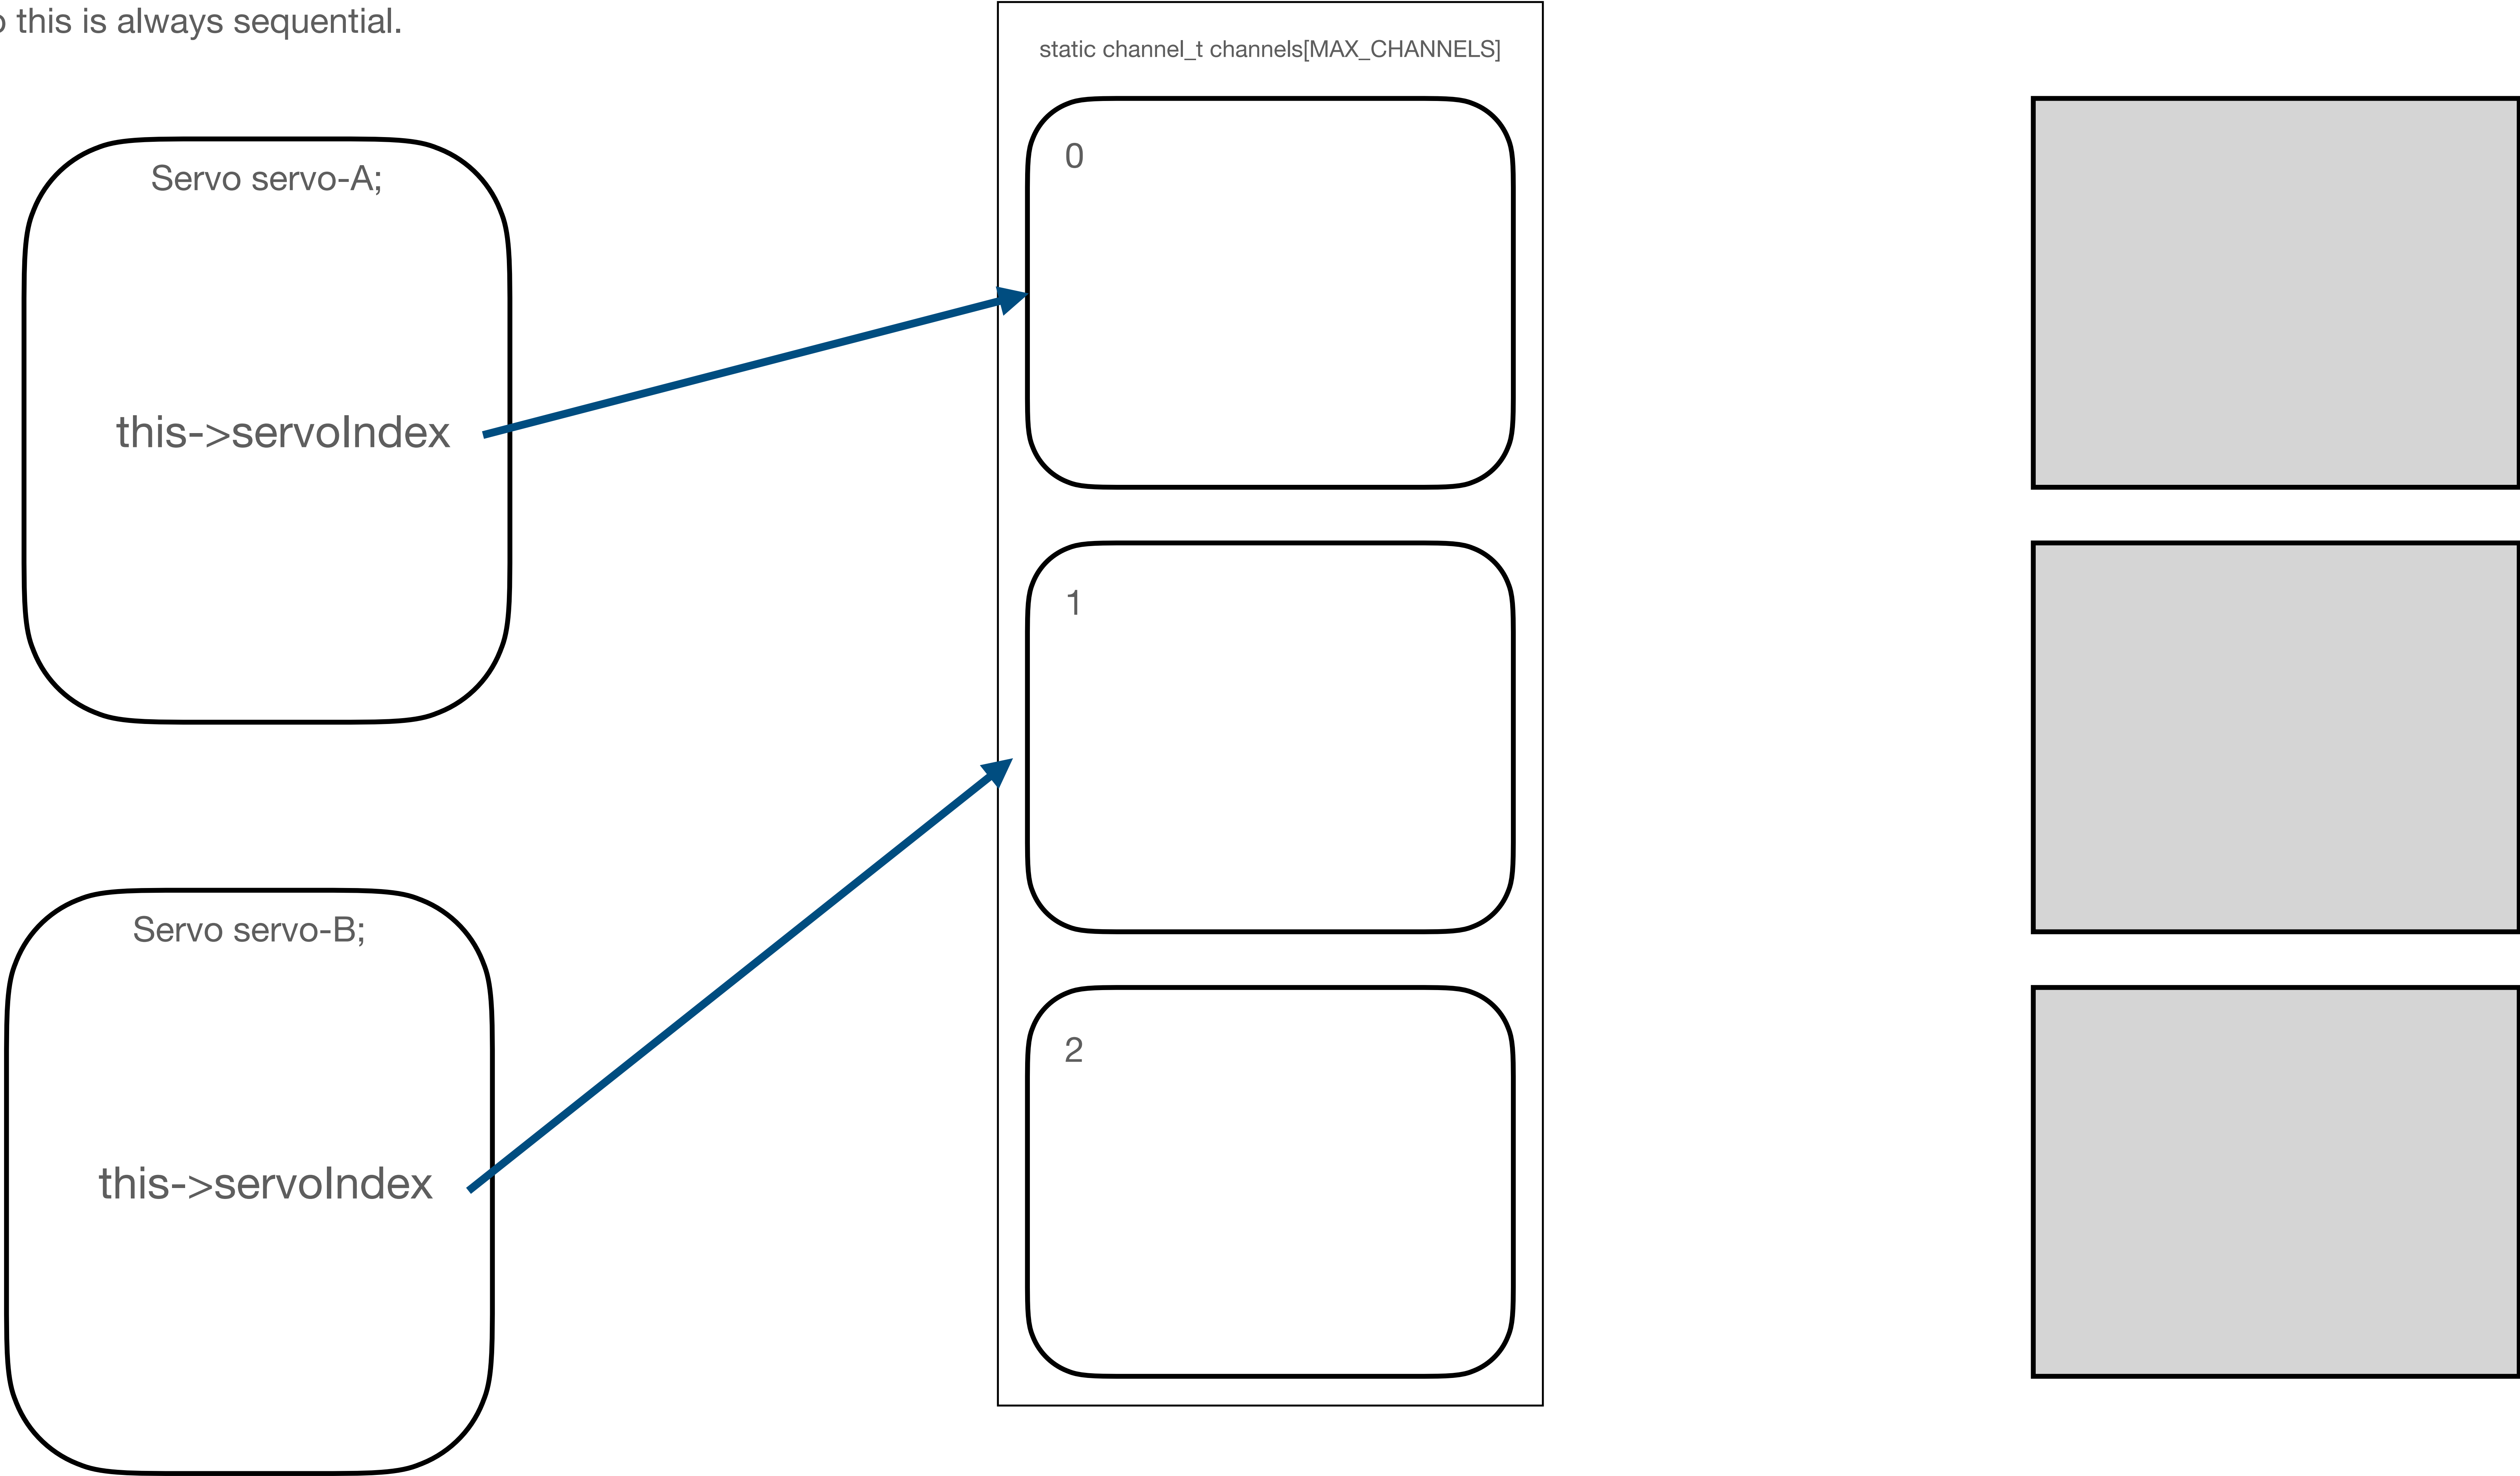 this is always sequential.
static channel_t channels[MAX_CHANNELS]
Servo servo-A;
this->servoIndex
0
1
2
Servo servo-B;
this->servoIndex